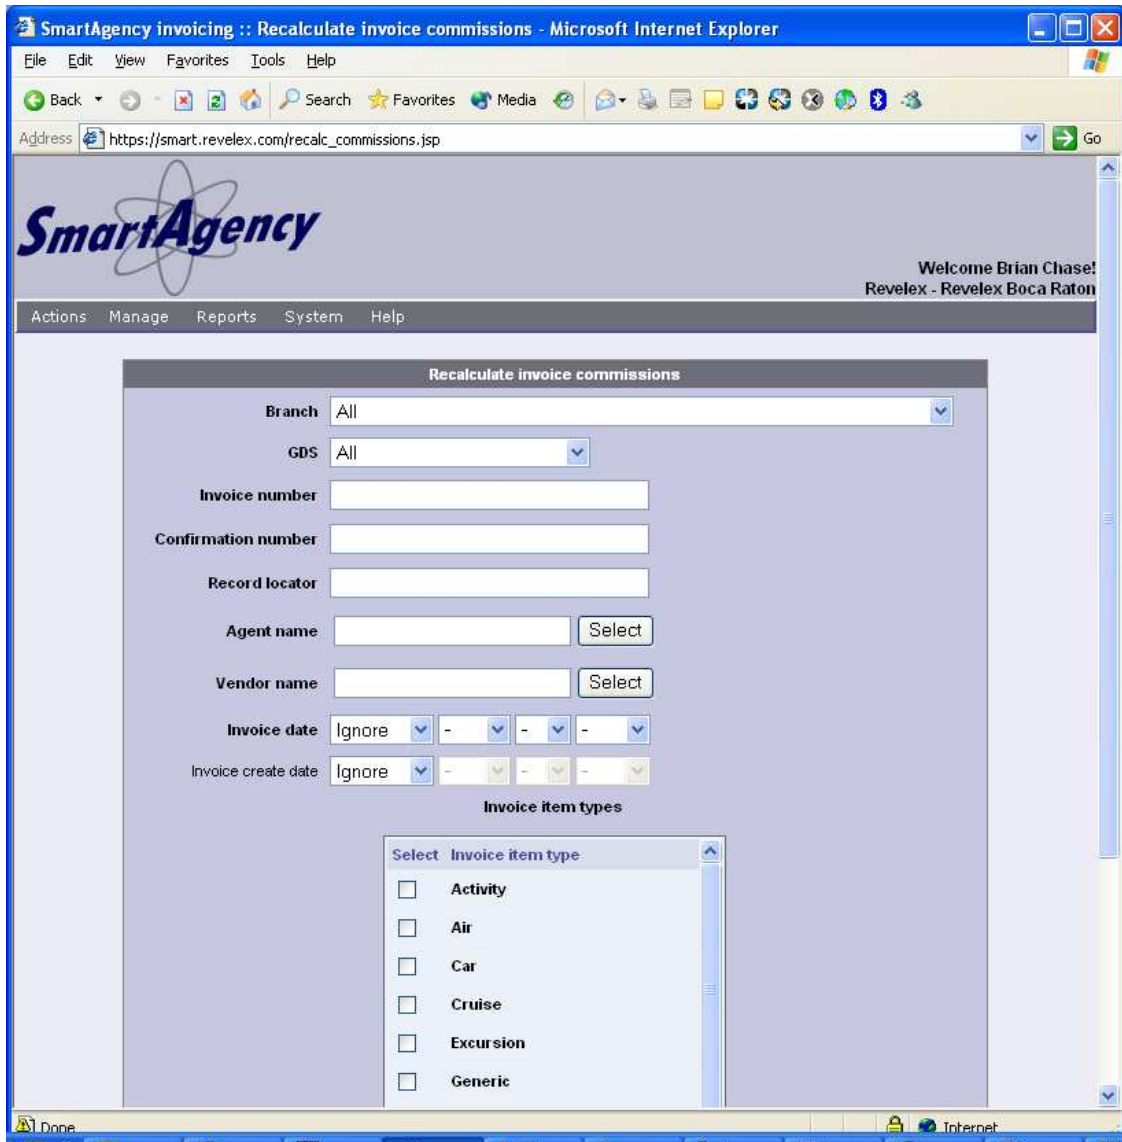 SmartAgency invoicing :: Recalculate invoice commissions - Microsoft Internet Explorer
File Edit View Favorites Tools Help
Back Search Favorites Media
Address https://smart.revelex.com/recalc_commissions.jsp Go
SmartAgency
Welcome Brian Chase!
Revelex - Revelex Boca Raton
Actions Manage Reports System Help
Recalculate invoice commissions
Branch All
GDS All
Invoice number
Confirmation number
Record locator
Agent name Select
Vendor name Select
Invoice date Ignore - - -
Invoice create date Ignore - - -
Invoice item types
Select Invoice item type
Activity
Air
Car
Cruise
Excursion
Generic
Done Internet